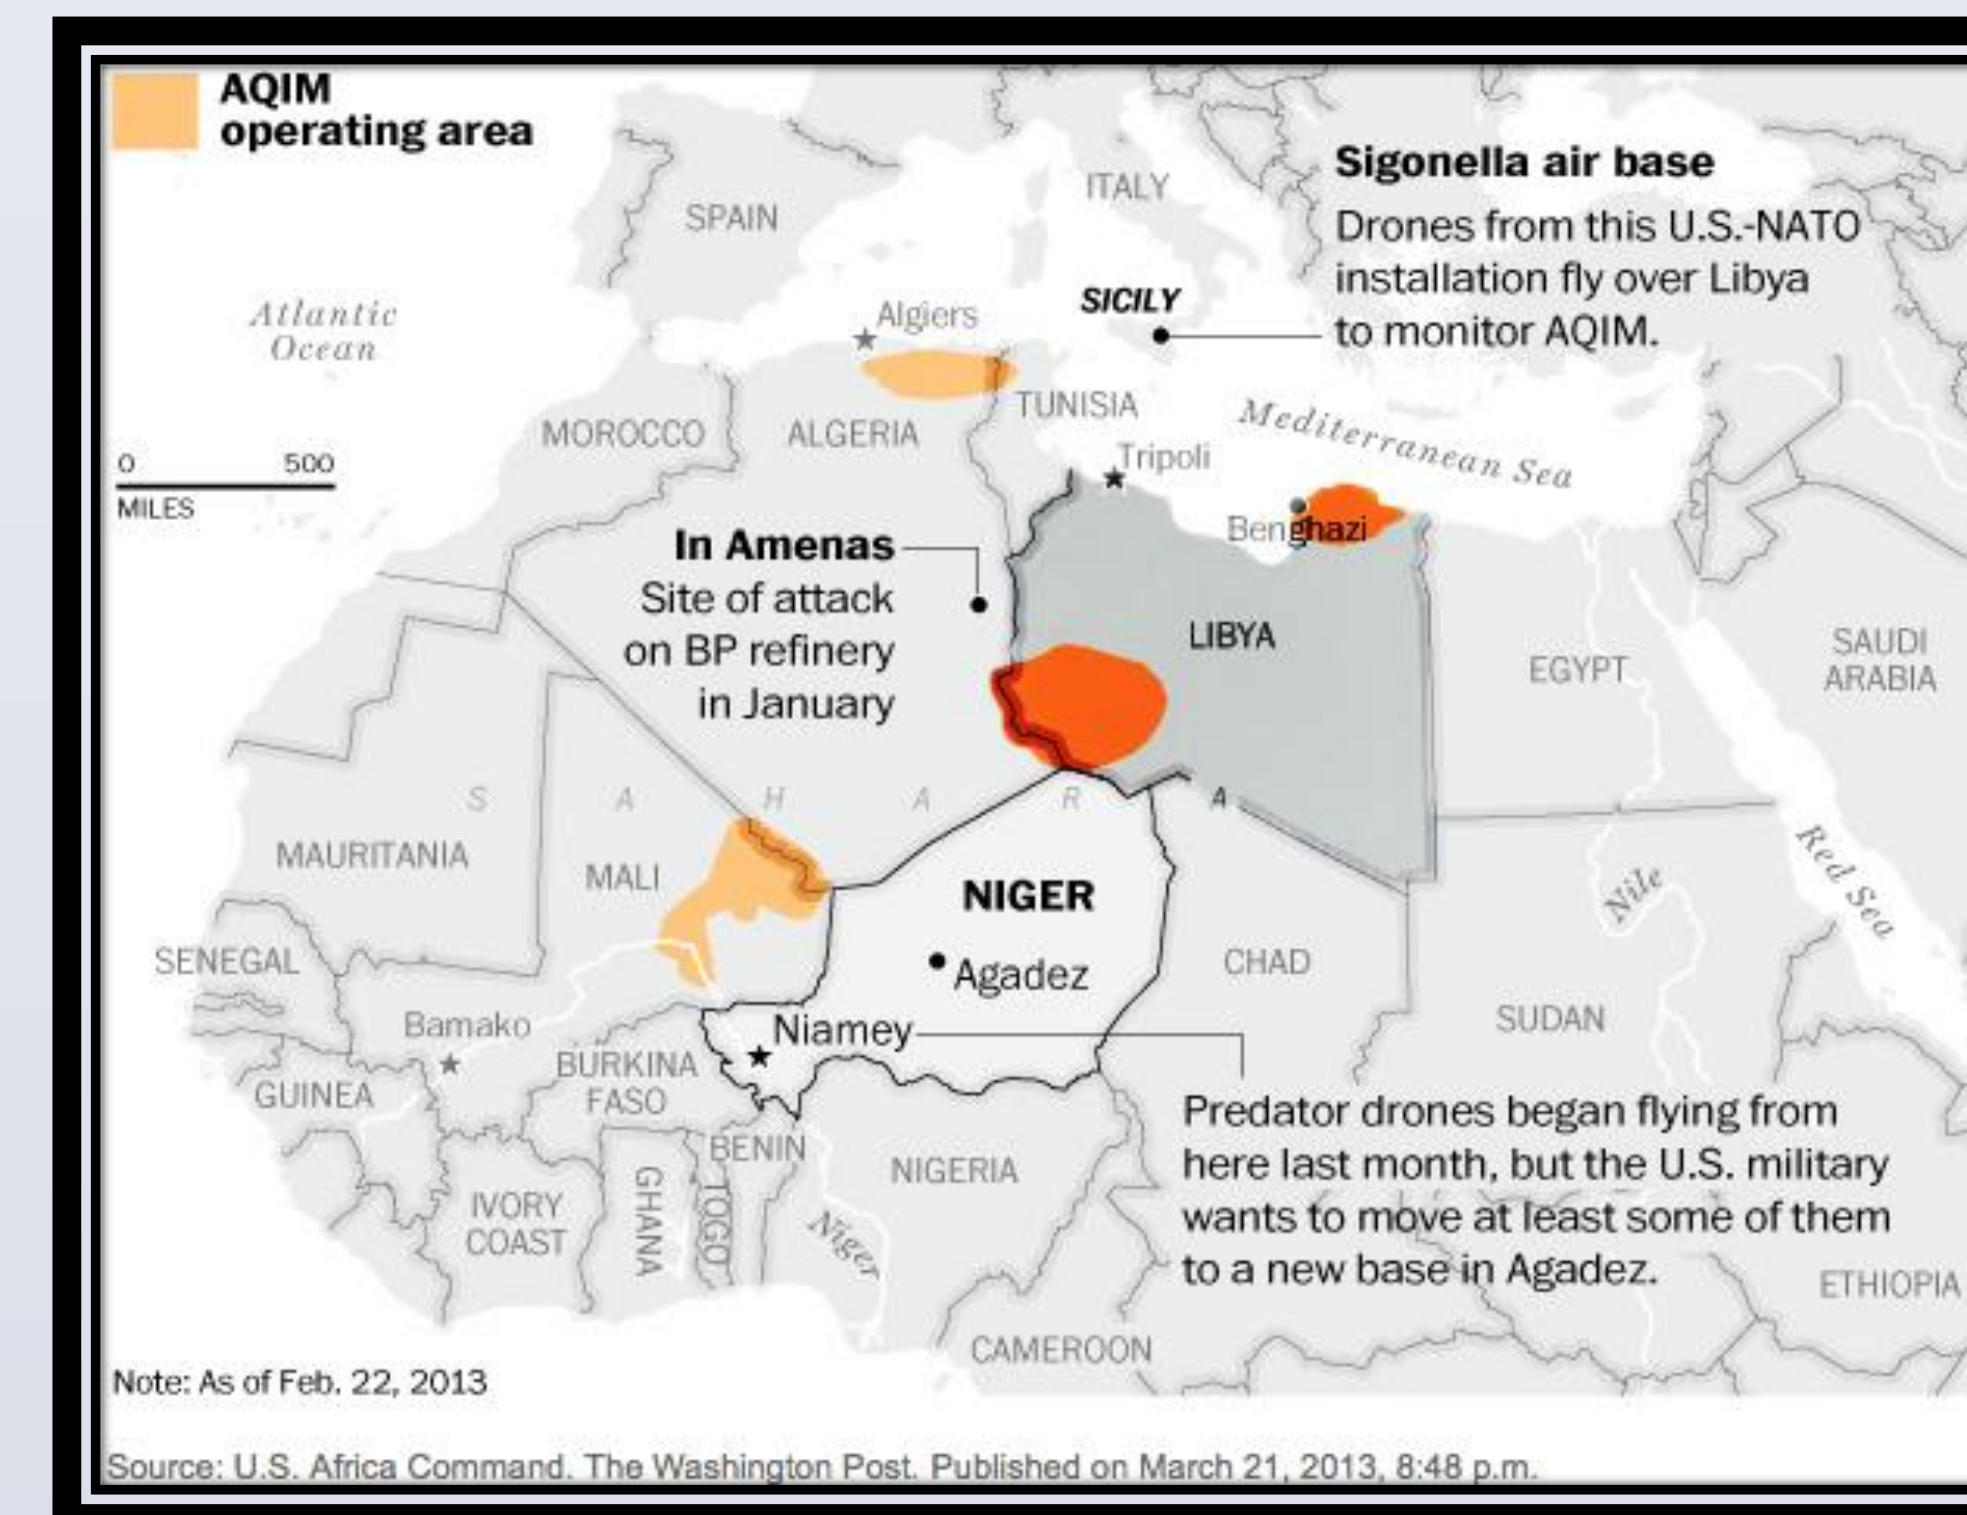 AQIM
operating area
Sigonella air base
Drones from this U.S.-NATO
installation fly over Libya
to monitor AQIM.
ITALY
SPAIN
SICILY
Atlantic
Ocean
Algiers
TUNISIA
Mediterranean Sea
MOROCCO
ALGERIA
Tripoli
0 500
MILES
Benghazi
In Amenas
Site of attack
on BP refinery
in January
LIBYA
EGYPT
SAUDI
ARABIA
S A H A R A
MAURITANIA
MALI
NIGER
Agadez
Nile
Red Sea
SENEGAL
CHAD
SUDAN
Bamako
Niamey
BURKINA
FASO
GUINEA
BENIN
NIGERIA
IVORY
COAST
GHANA
TOGO
Niger
Predator drones began flying from
here last month, but the U.S. military
wants to move at least some of them
to a new base in Agadez.
ETHIOPIA
CAMEROON
Note: As of Feb. 22, 2013
Source: U.S. Africa Command. The Washington Post. Published on March 21, 2013, 8:48 p.m.